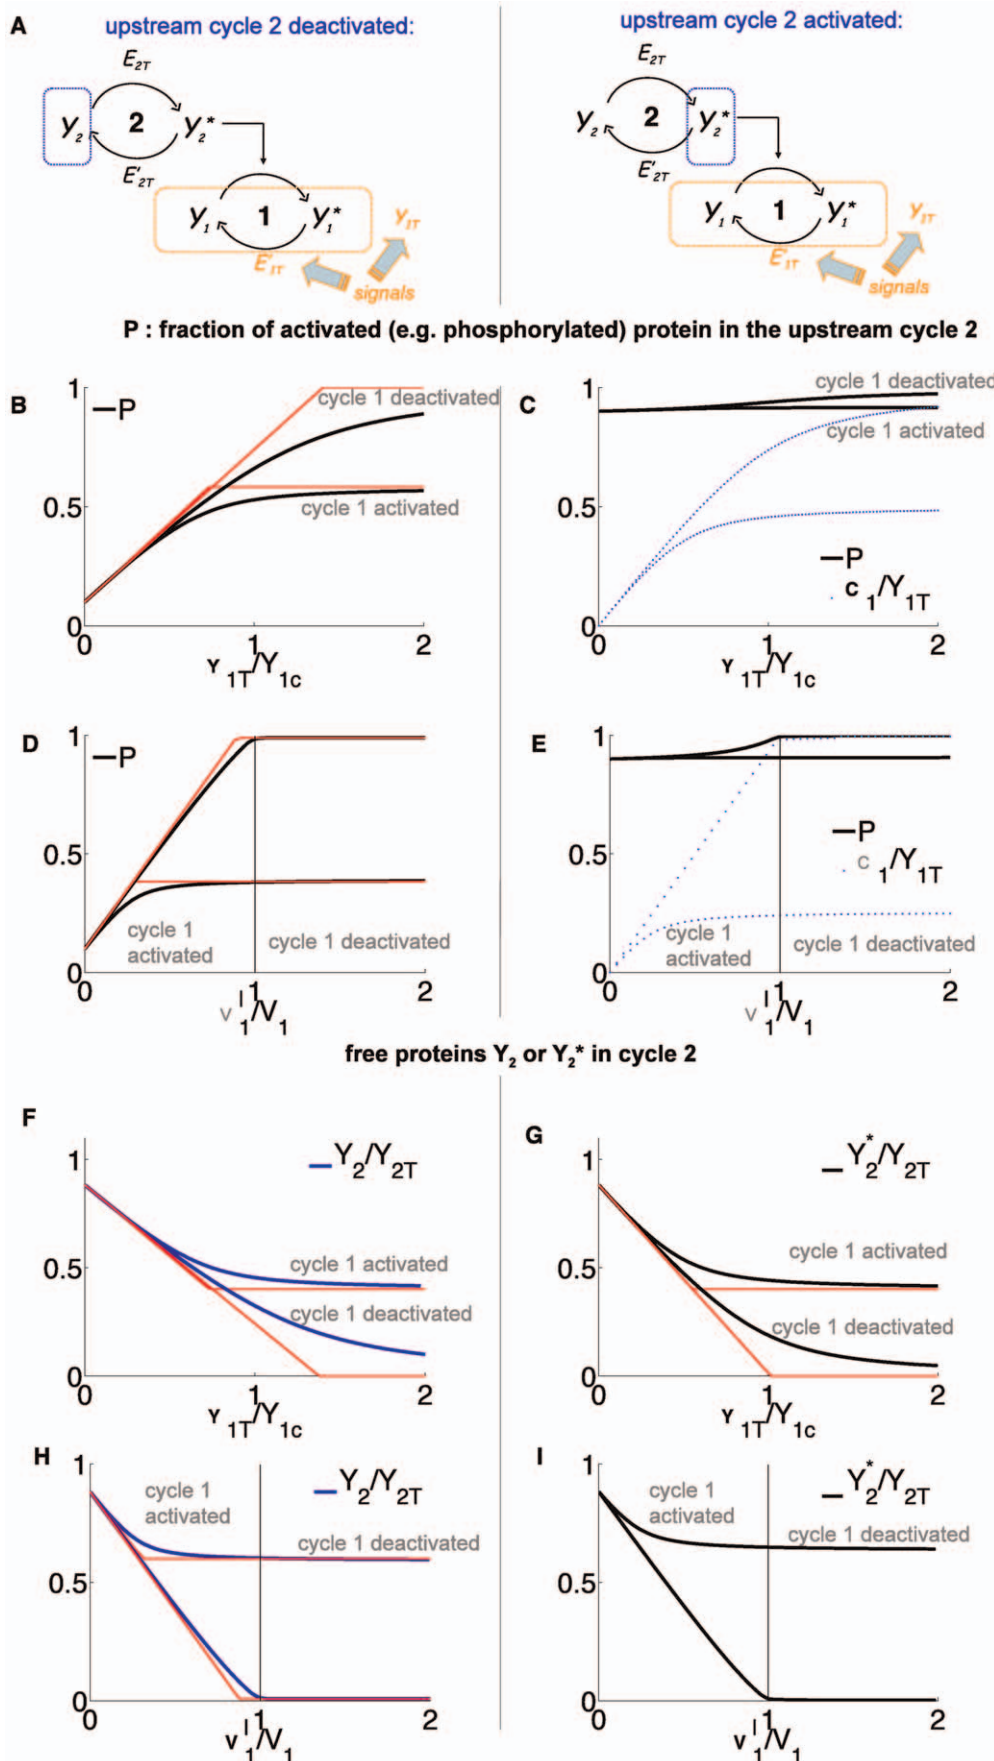 A
upstream cycle 2 deactivated:
E2T
Y2
2
Y2*
E'2T
Y1
1
Y1*
Y1T
E'1T
signals
upstream cycle 2 activated:
E2T
Y2
2
Y2*
E'2T
Y1
1
Y1*
Y1T
E'1T
signals
P : fraction of activated (e.g. phosphorylated) protein in the upstream cycle 2
B
1
P
cycle 1 deactivated
0.5
cycle 1 activated
0
0
1
2
Y1T/Y1c
C
1
cycle 1 deactivated
cycle 1 activated
0.5
P
C1/Y1T
0
0
1
2
Y1T/Y1c
D
1
P
0.5
cycle 1
activated
cycle 1 deactivated
0
0
1
2
V1'/V1
E
1
P
C1/Y1T
0.5
cycle 1
activated
cycle 1 deactivated
0
0
1
2
V1'/V1
free proteins Y2 or Y2* in cycle 2
F
1
Y2/Y2T
0.5
cycle 1 activated
cycle 1 deactivated
0
0
1
2
Y1T/Y1c
G
1
Y2*/Y2T
0.5
cycle 1 activated
cycle 1 deactivated
0
0
1
2
Y1T/Y1c
H
1
cycle 1
activated
Y2/Y2T
cycle 1 deactivated
0.5
0
0
1
2
V1'/V1
I
1
cycle 1
activated
Y2*/Y2T
cycle 1 deactivated
0.5
0
0
1
2
V1'/V1